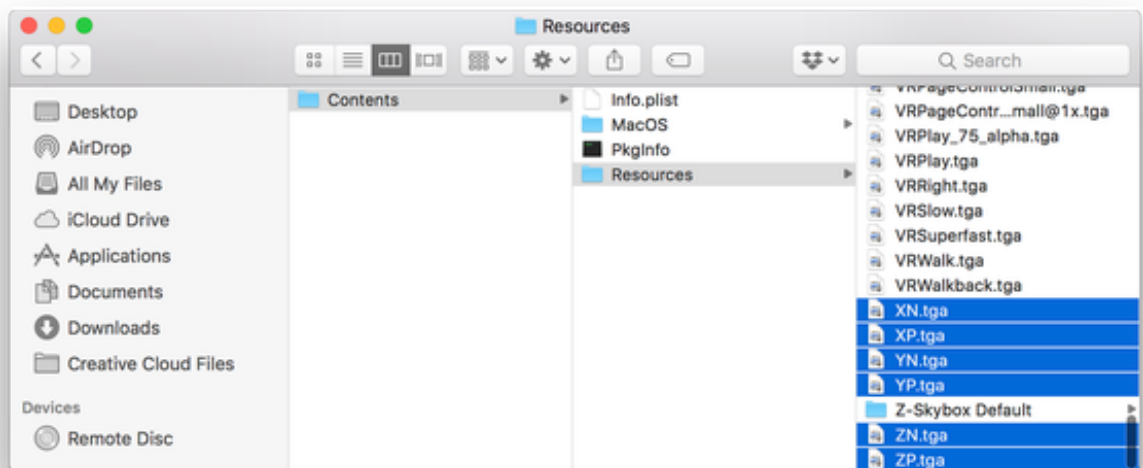 Resources
Search
Desktop
AirDrop
All My Files
iCloud Drive
Applications
Documents
Downloads
Creative Cloud Files
Devices
Remote Disc
Contents
Info.plist
MacOS
PkgInfo
Resources
VRPageControlSmall.tga
VRPageContr...mall@1x.tga
VRPlay_75_alpha.tga
VRPlay.tga
VRRight.tga
VRSlow.tga
VRSuperfast.tga
VRWalk.tga
VRWalkback.tga
XN.tga
XP.tga
YN.tga
YP.tga
Z-Skybox Default
ZN.tga
ZP.tga